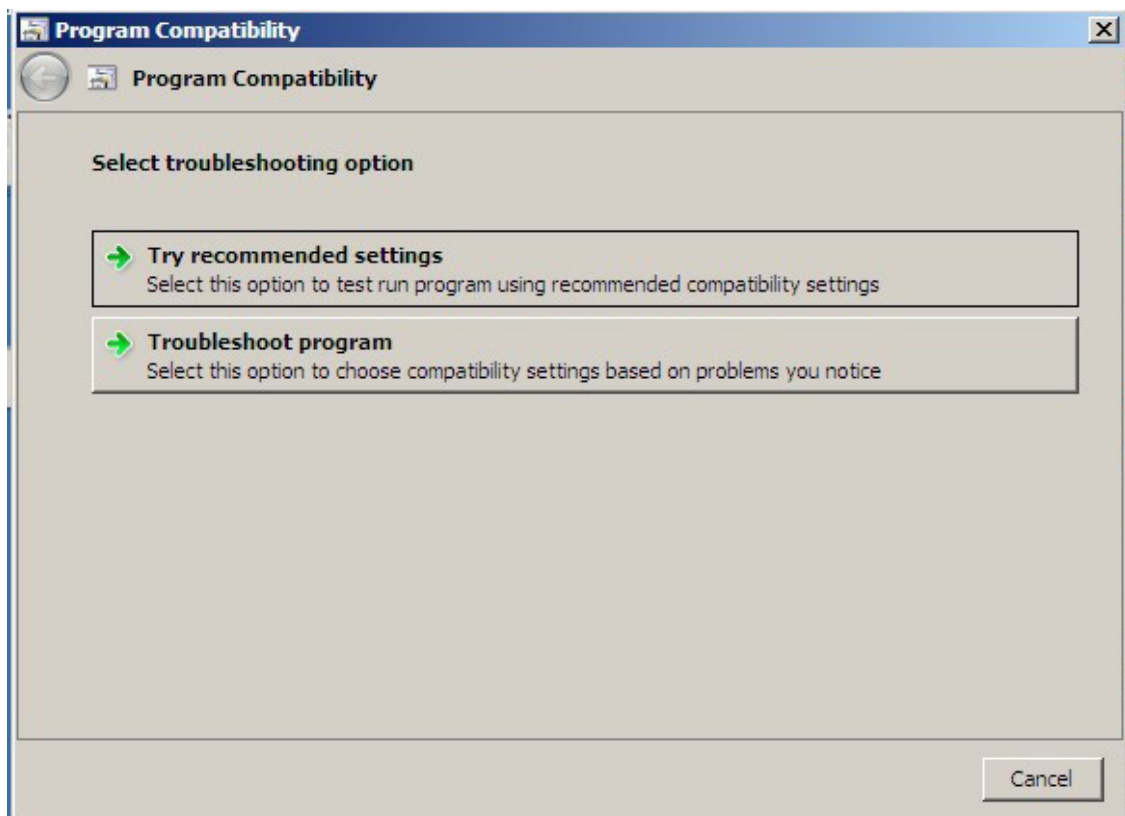 Program Compatibility
Program Compatibility
Select troubleshooting option
Try recommended settings
Select this option to test run program using recommended compatibility settings
Troubleshoot program
Select this option to choose compatibility settings based on problems you notice
Cancel